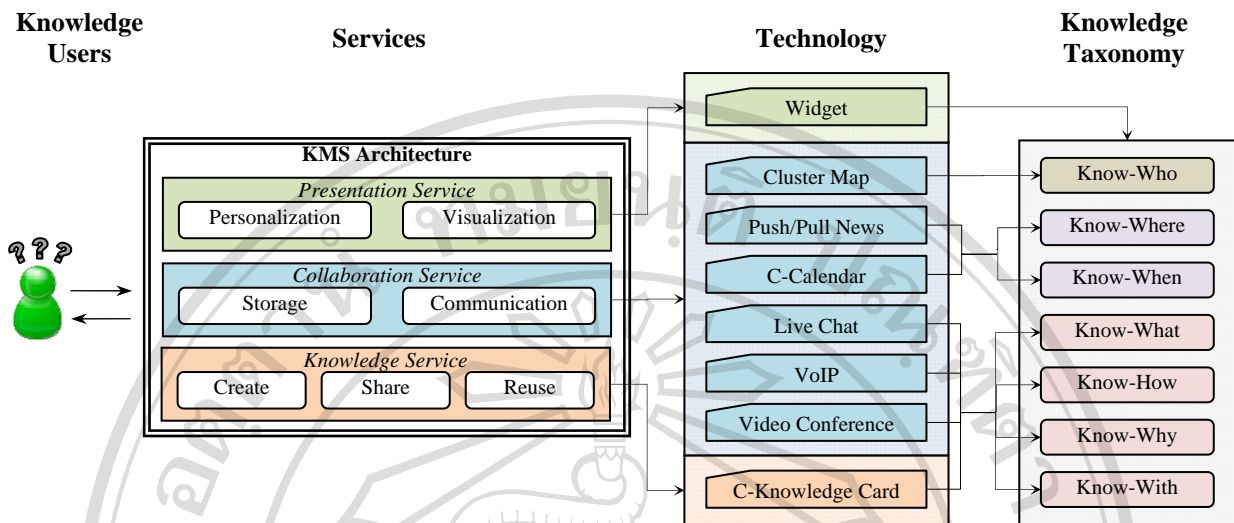 Knowledge
Users
Services
Technology
Knowledge
Taxonomy
KMS Architecture
Presentation Service
Personalization
Visualization
Collaboration Service
Storage
Communication
Knowledge Service
Create
Share
Reuse
? ? ?
Widget
Cluster Map
Push/Pull News
C-Calendar
Live Chat
VoIP
Video Conference
C-Knowledge Card
Know-Who
Know-Where
Know-When
Know-What
Know-How
Know-Why
Know-With